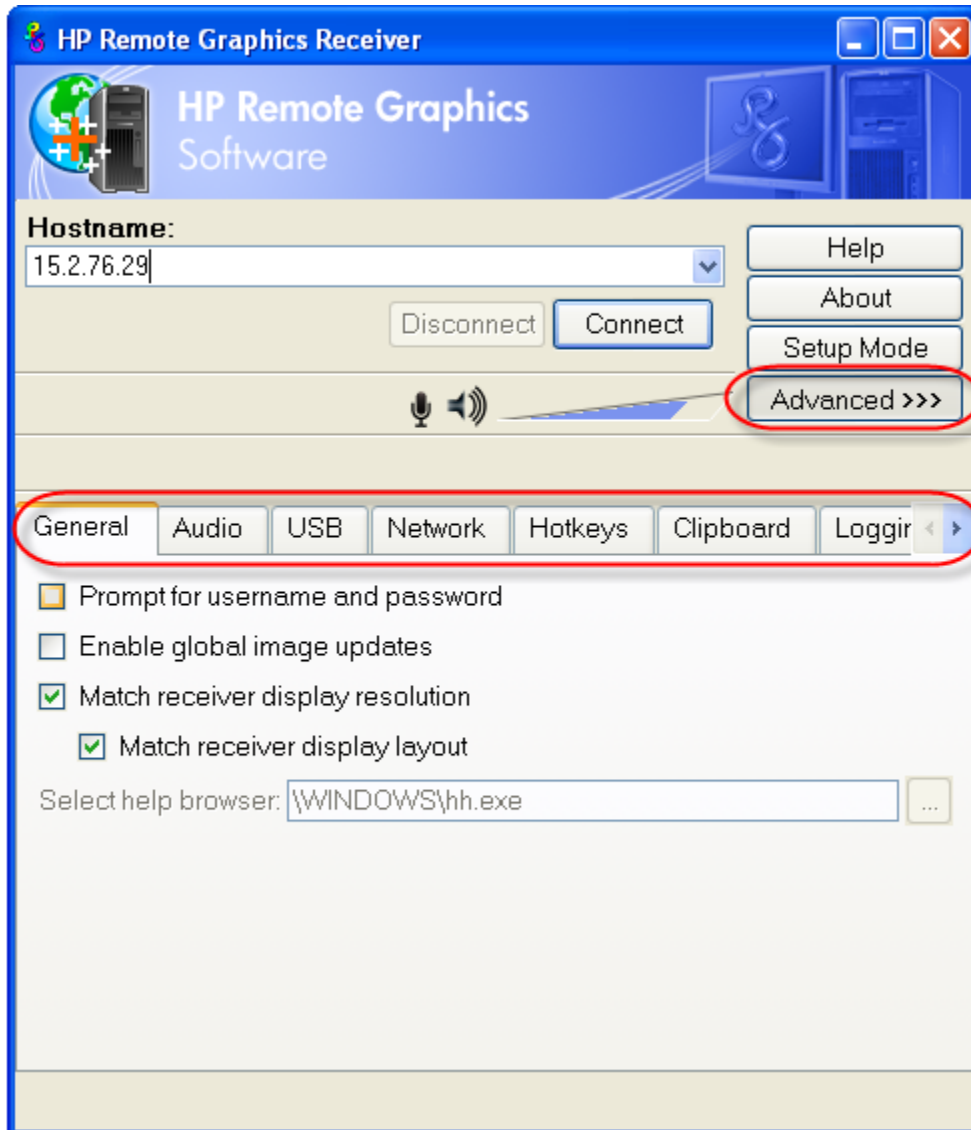 HP Remote Graphics Receiver
HP Remote Graphics
Software
Hostname:
15.2.76.29
Help
About
Disconnect
Connect
Setup Mode
Advanced >>>
General
Audio
USB
Network
Hotkeys
Clipboard
Prompt for username and password
Enable global image updates
Match receiver display resolution
Match receiver display layout
Select help browser: \WINDOWS\hh.exe
...